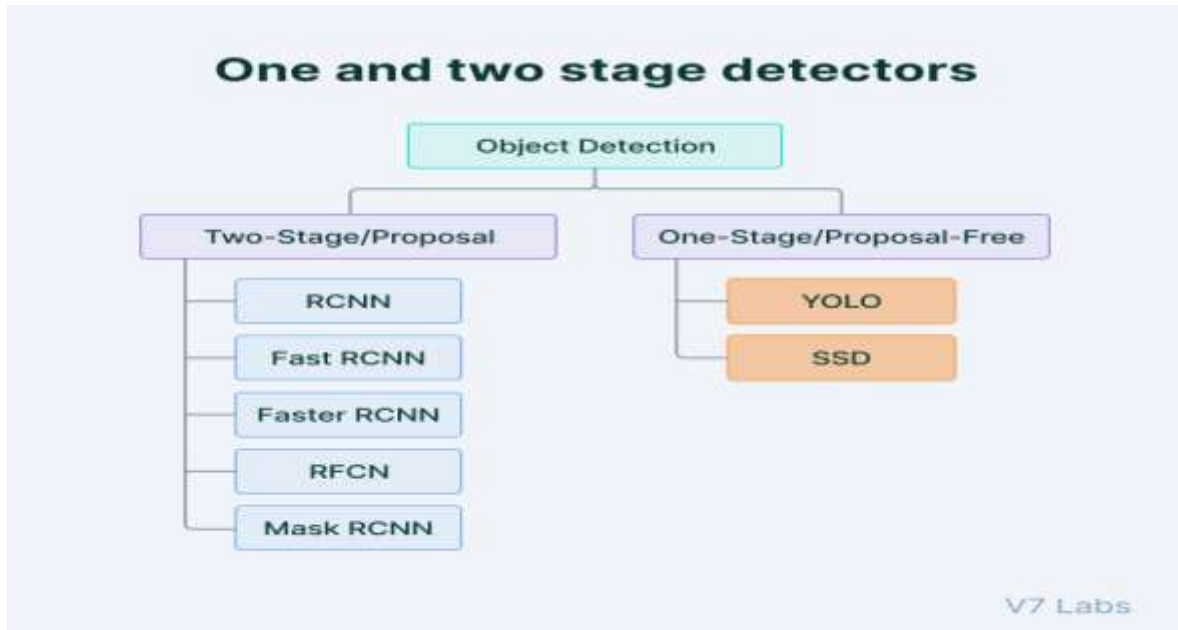 One and two stage detectors
Object Detection
Two-Stage/Proposal
RCNN
Fast RCNN
Faster RCNN
RFCN
Mask RCNN
One-Stage/Proposal-Free
YOLO
SSD
V7 Labs